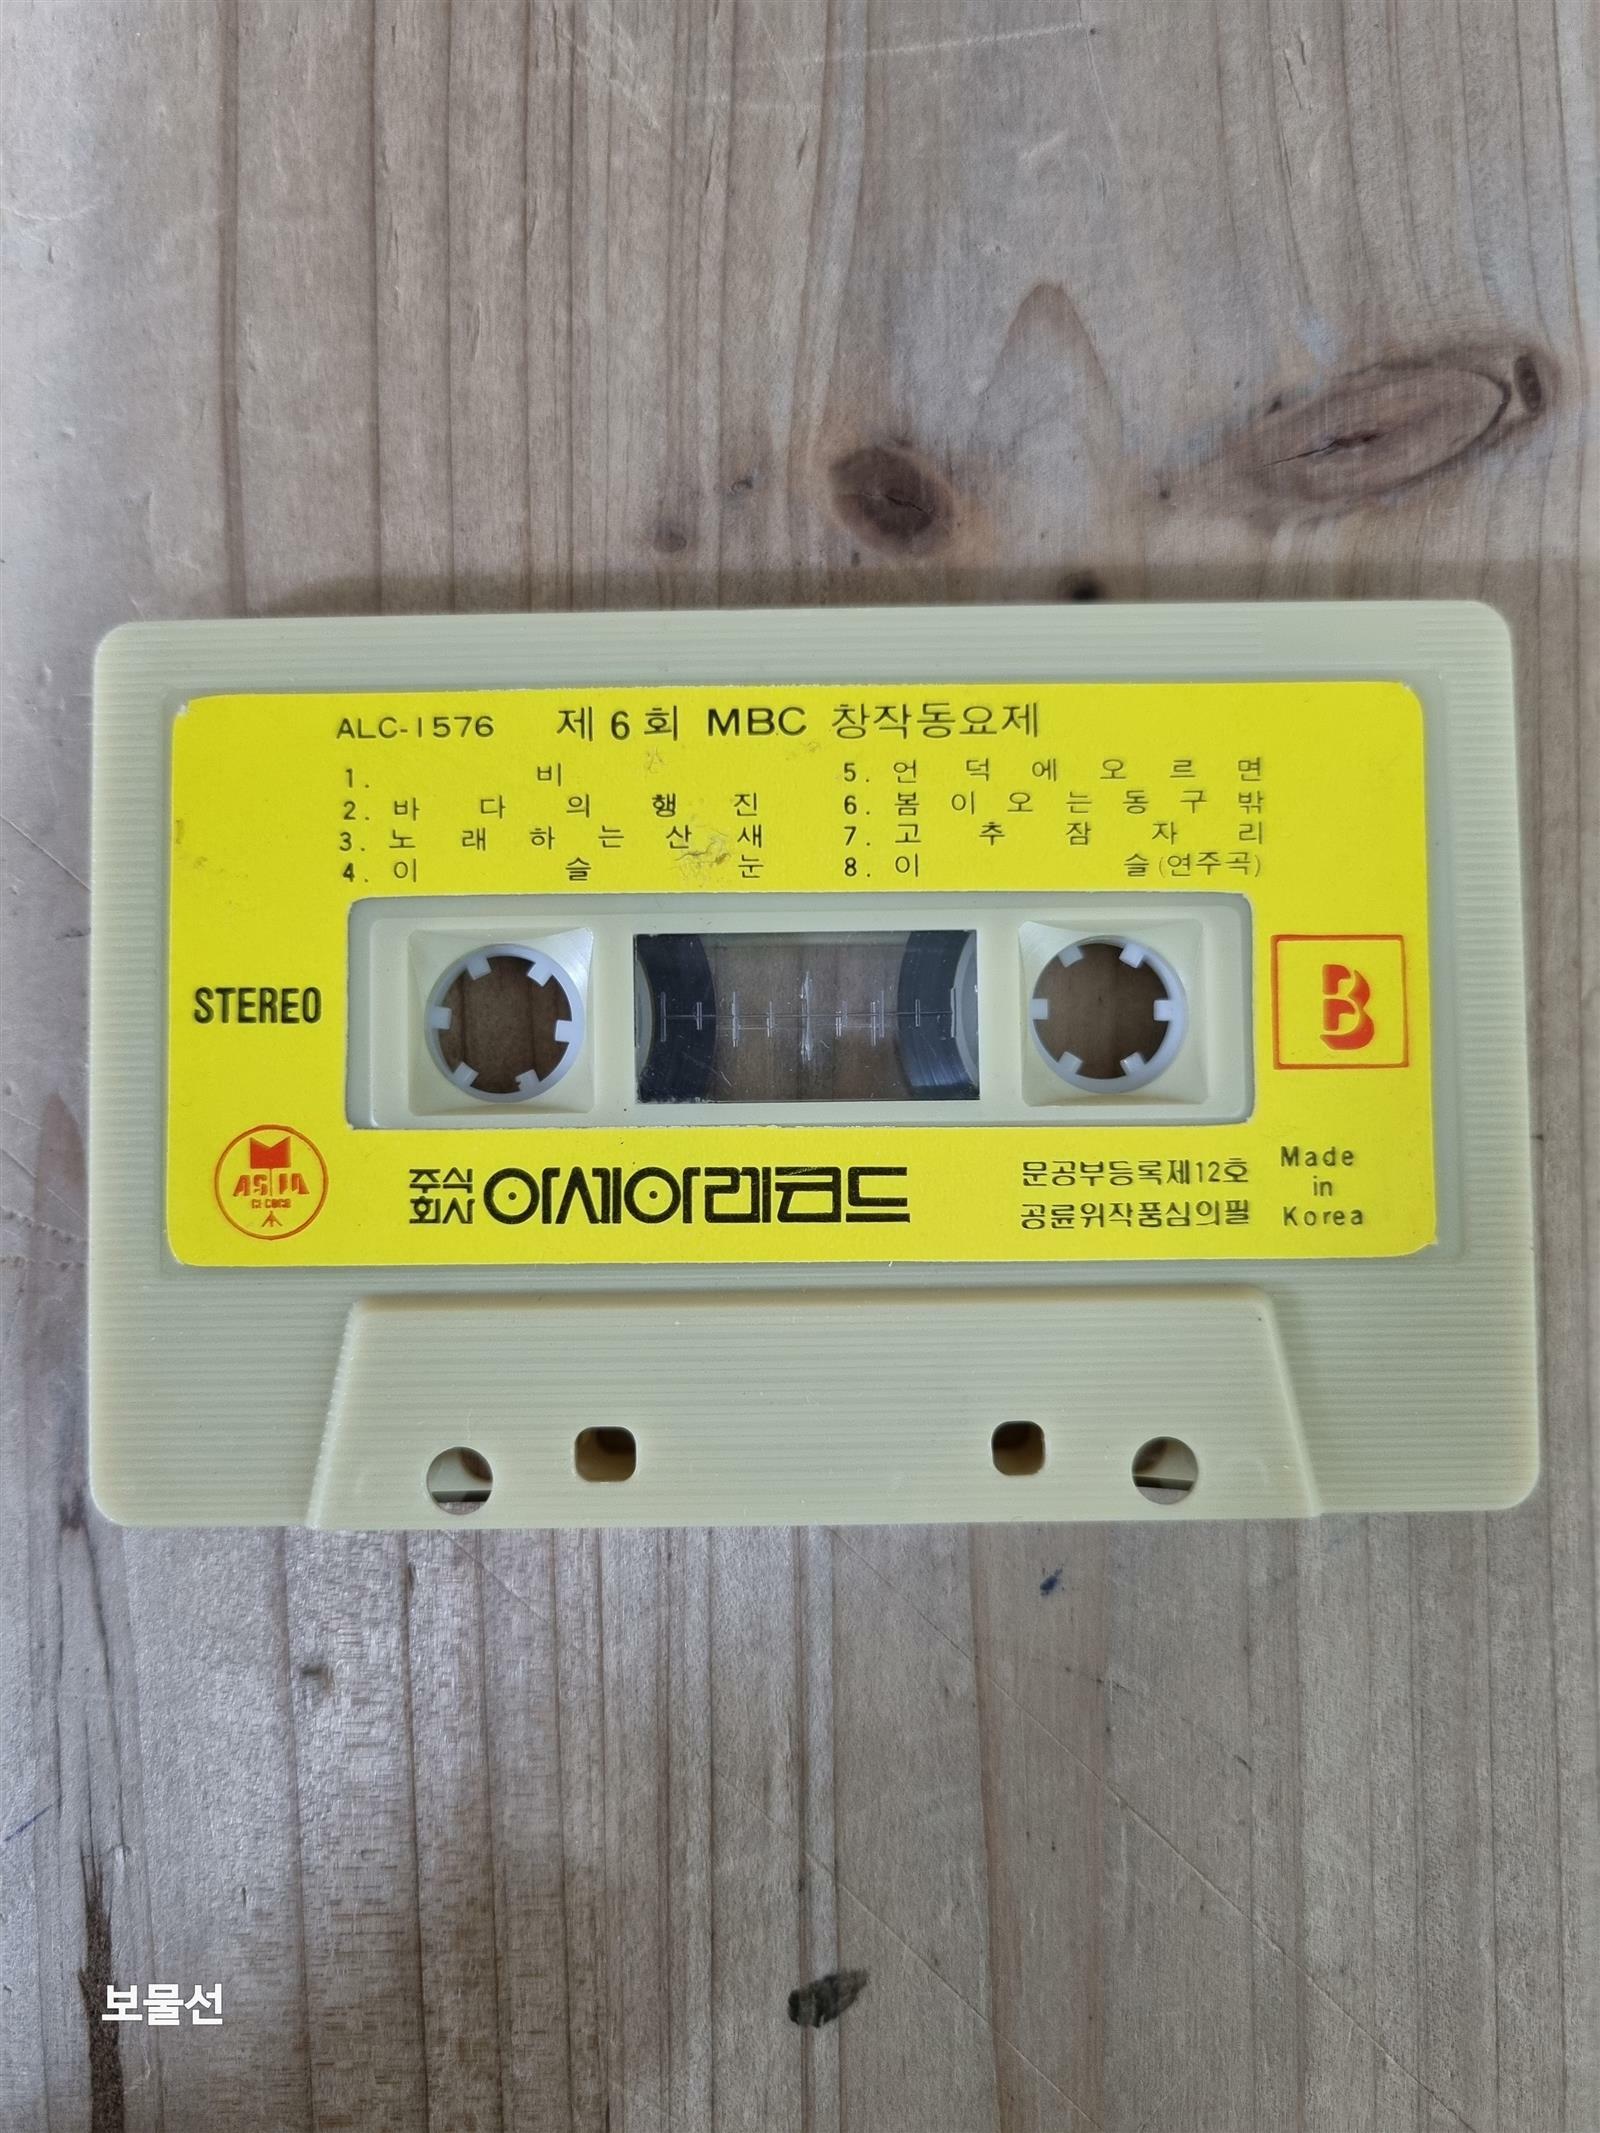 ALC-1576 제6회 MBC 창작동요제
1. 비
2. 바다의행진
3. 노래하는산새
4. 이슬눈
5. 언덕에오르면
6. 봄이오는동구밖
7. 고추잠자리
8. 이슬(연주곡)
STEREO
B
ASIA
RECORD
주식회사 아세아레코드
문공부등록제12호
공륜위작품심의필
Made
in
Korea
보물선